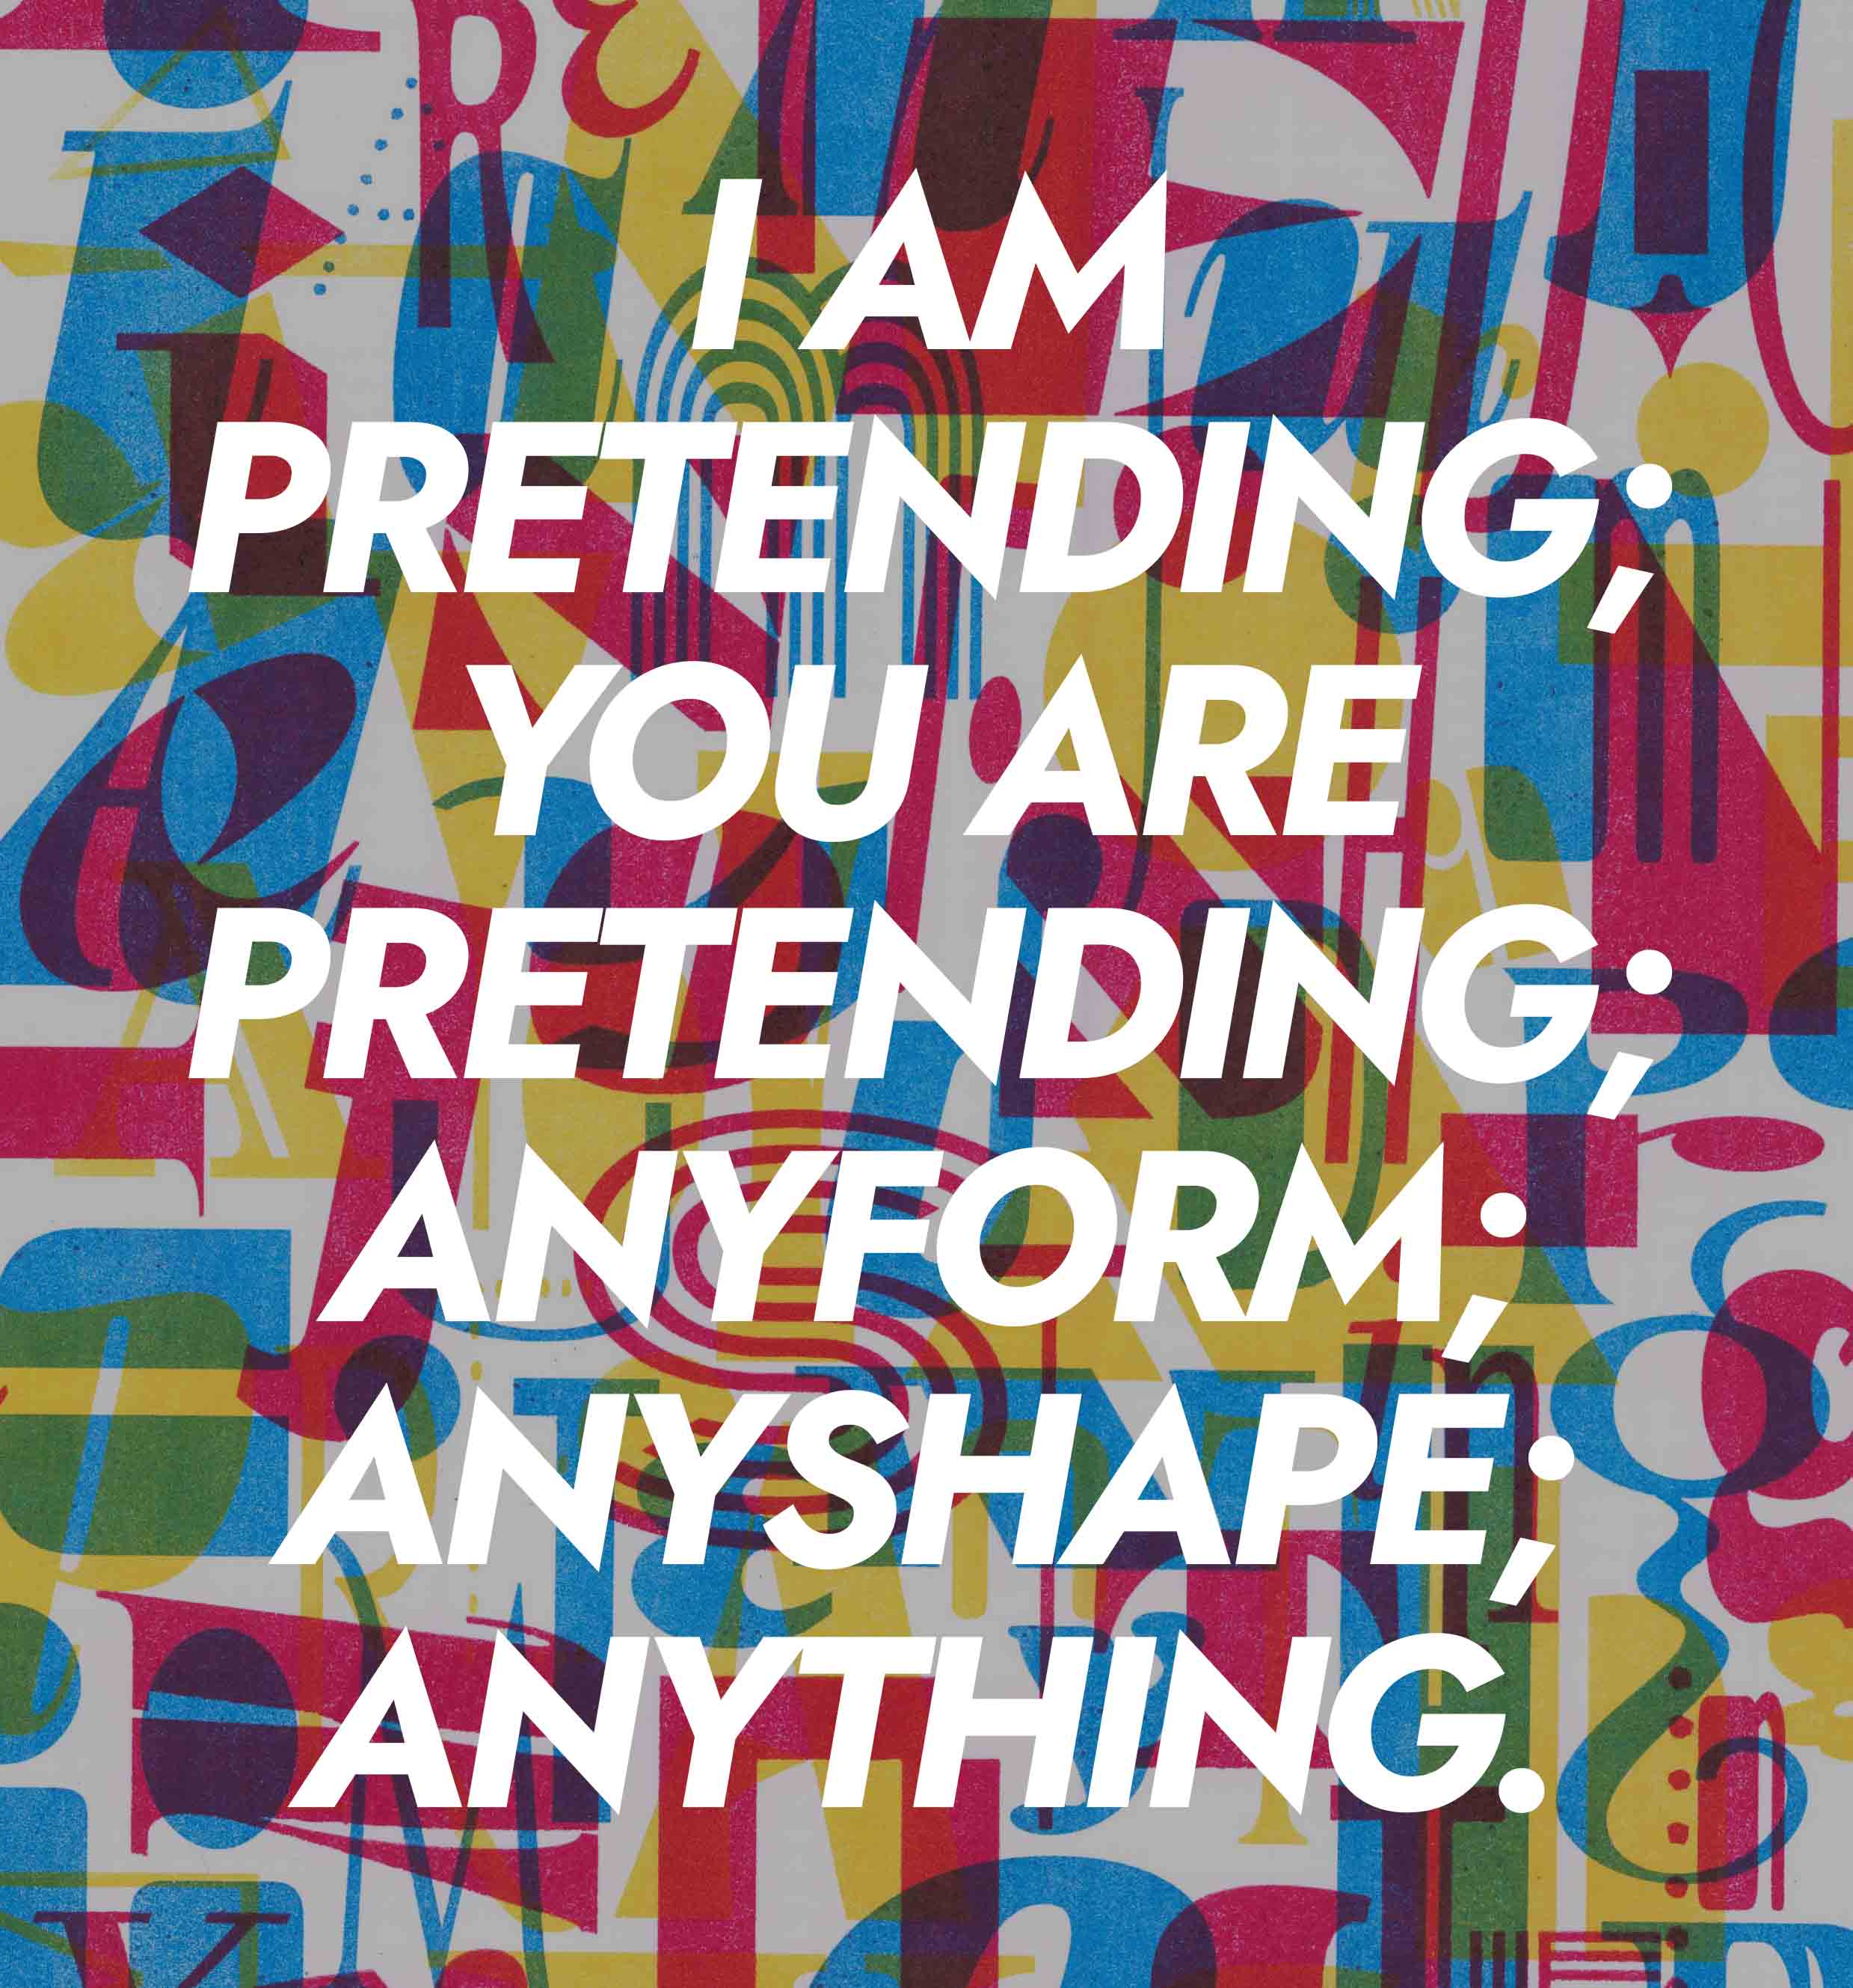 I AM
PRETENDING;
YOU ARE
PRETENDING;
ANYFORM;
ANYSHAPE;
ANYTHING.